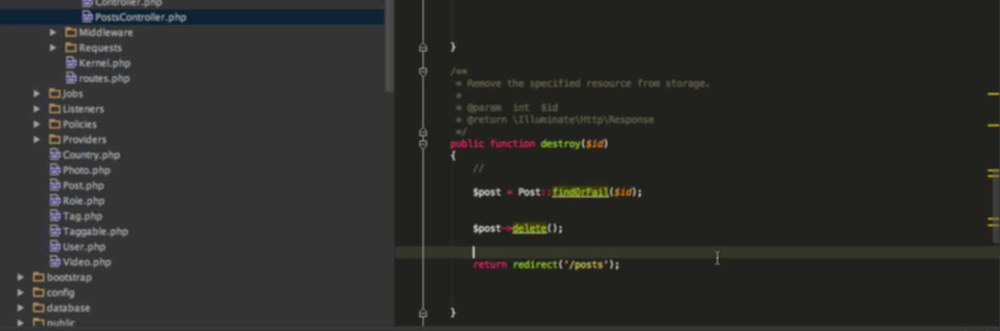 Controller.php
PostsController.php
Middleware
Requests
Kernel.php
routes.php
Jobs
Listeners
Policies
Providers
Country.php
Photo.php
Post.php
Role.php
Tag.php
Taggable.php
User.php
Video.php
bootstrap
config
database
public
}
/**
* Remove the specified resource from storage.
*
* @param  int  $id
* @return \Illuminate\Http\Response
*/
public function destroy($id)
{
//
$post = Post::findOrFail($id);
$post->delete();
return redirect('/posts');
}